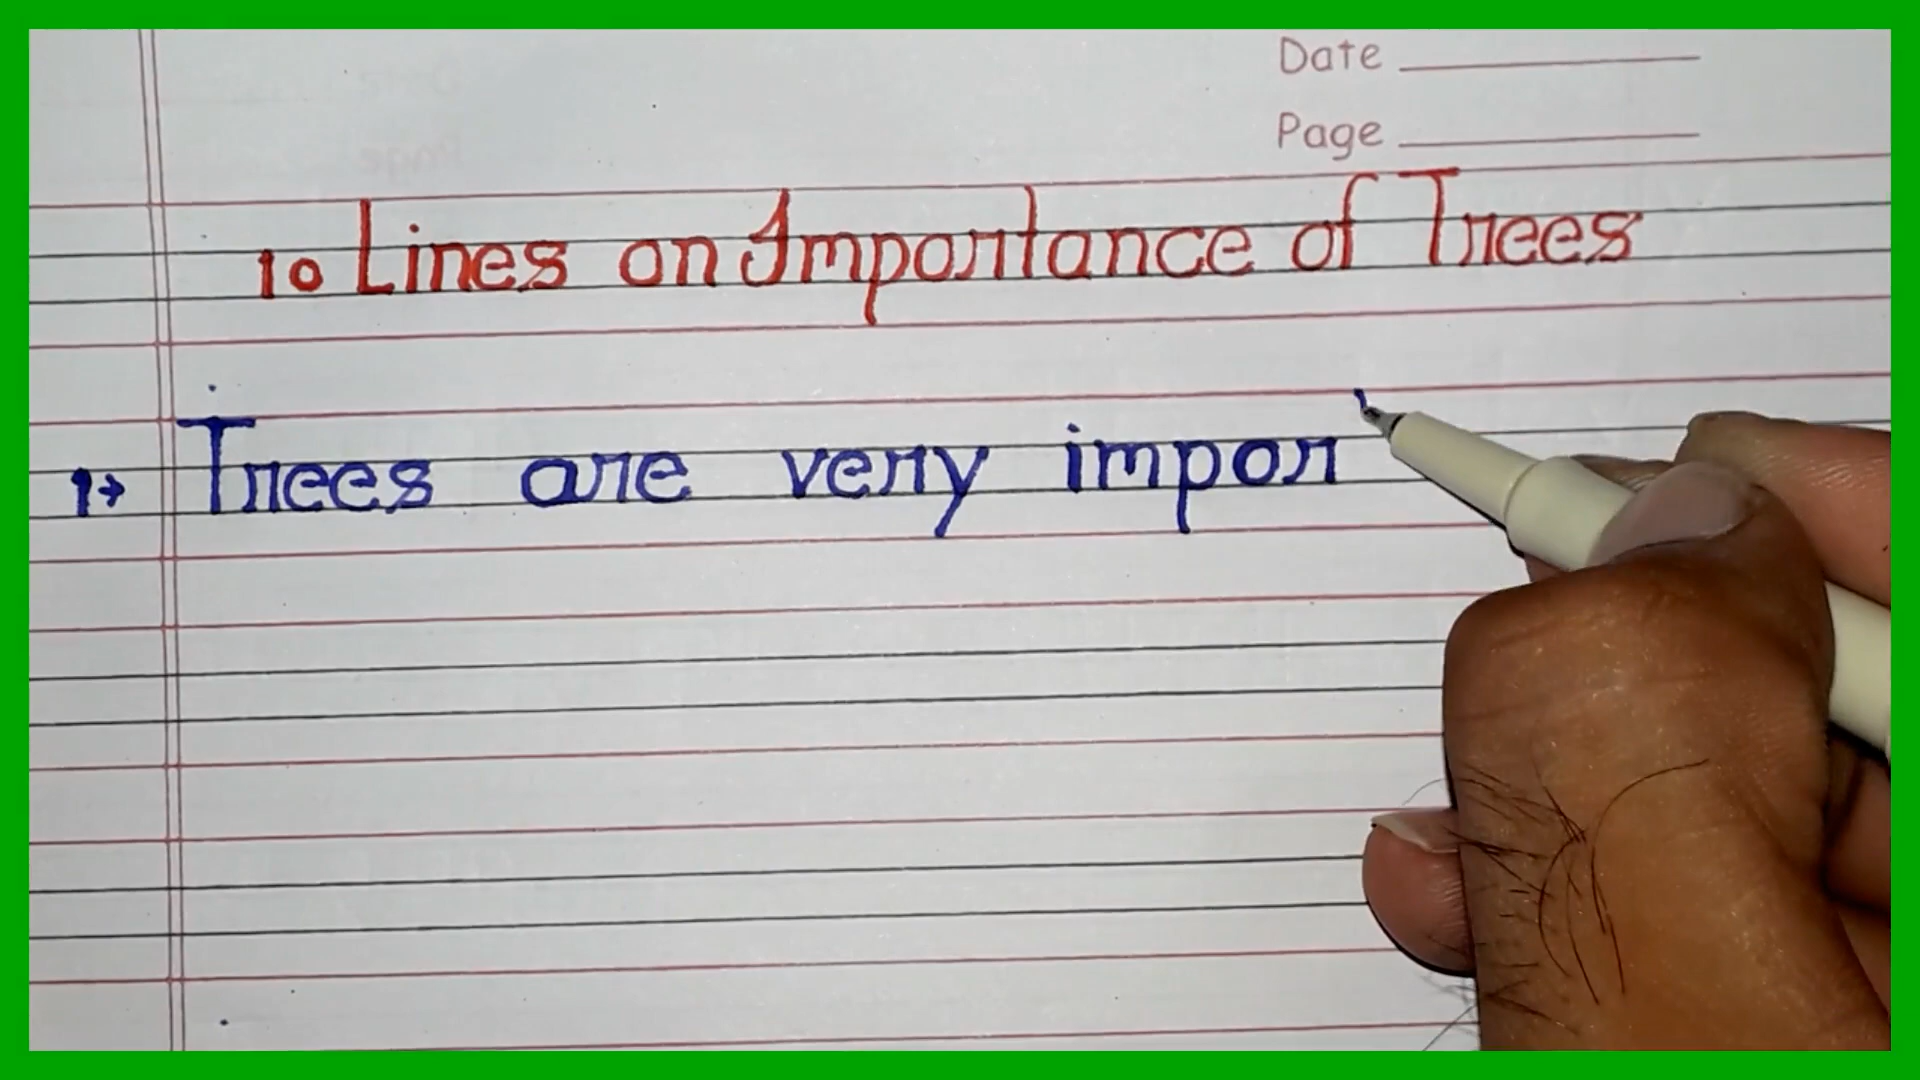 Date
Page
10 Lines on Importance of Trees
1→ Trees are very impor